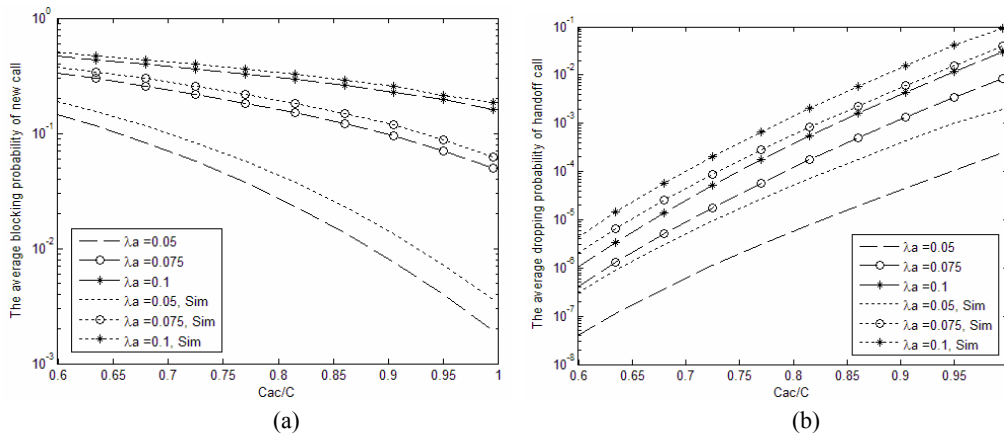 The average blocking probability of new call
10^0
10^-1
10^-2
10^-3
λa =0.05
λa =0.075
λa =0.1
λa =0.05, Sim
λa =0.075, Sim
λa =0.1, Sim
0.6 0.65 0.7 0.75 0.8 0.85 0.9 0.95 1
Cac/C
(a)
The average dropping probability of handoff call
10^-1
10^-2
10^-3
10^-4
10^-5
10^-6
10^-7
10^-8
λa =0.05
λa =0.075
λa =0.1
λa =0.05, Sim
λa =0.075, Sim
λa =0.1, Sim
0.6 0.65 0.7 0.75 0.8 0.85 0.9 0.95
Cac/C
(b)